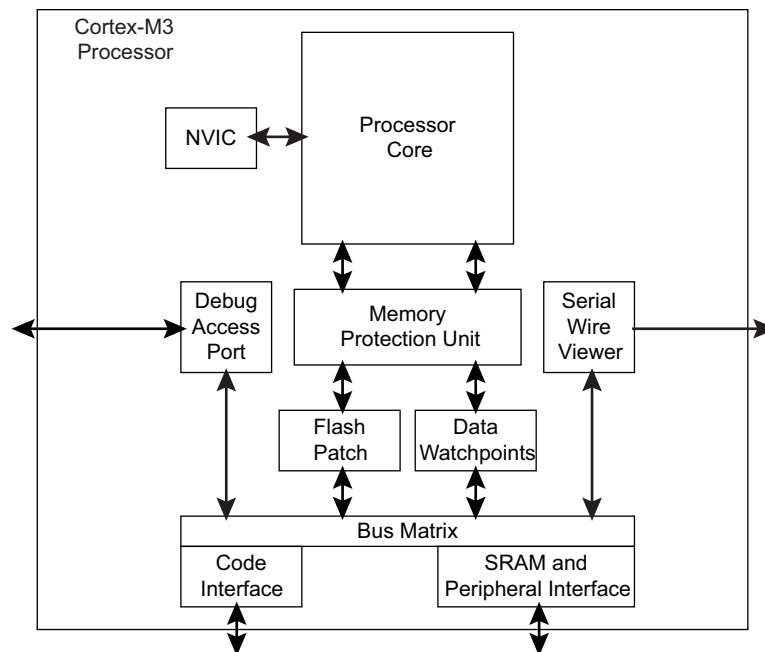 Cortex-M3
Processor
Processor
Core
NVIC
Debug
Access
Port
Memory
Protection Unit
Serial
Wire
Viewer
Flash
Patch
Data
Watchpoints
Bus Matrix
Code
Interface
SRAM and
Peripheral Interface